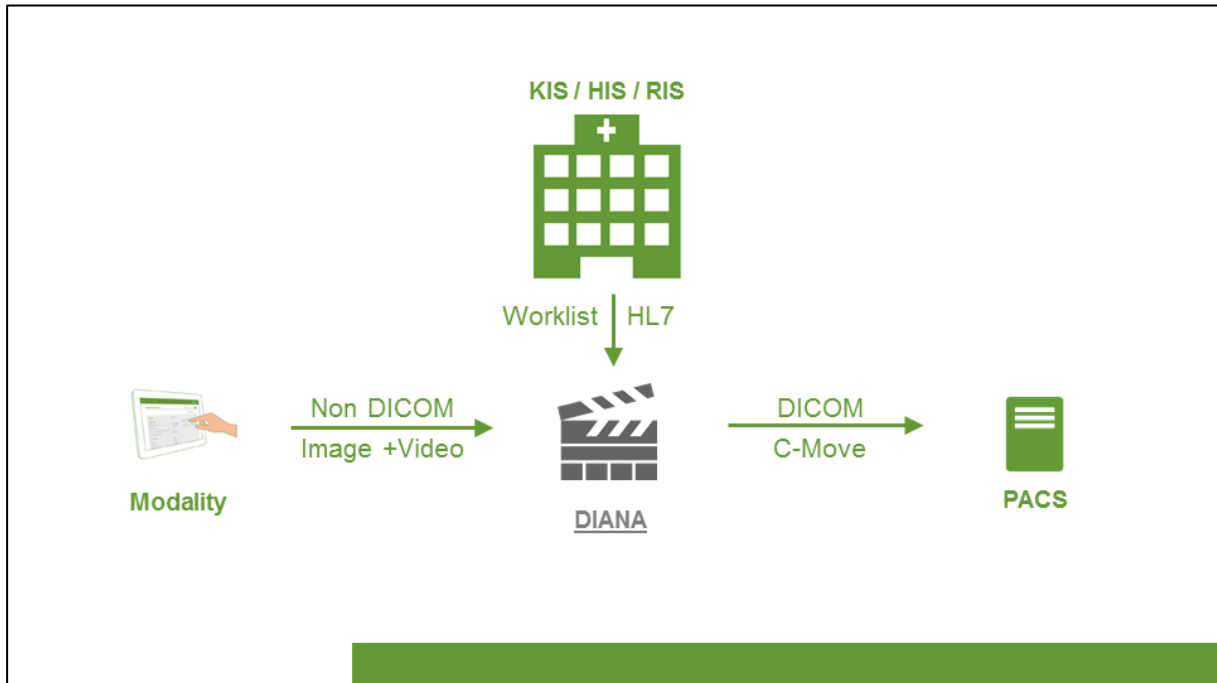 KIS / HIS / RIS
Worklist HL7
Non DICOM
Image +Video
DICOM
C-Move
Modality
DIANA
PACS